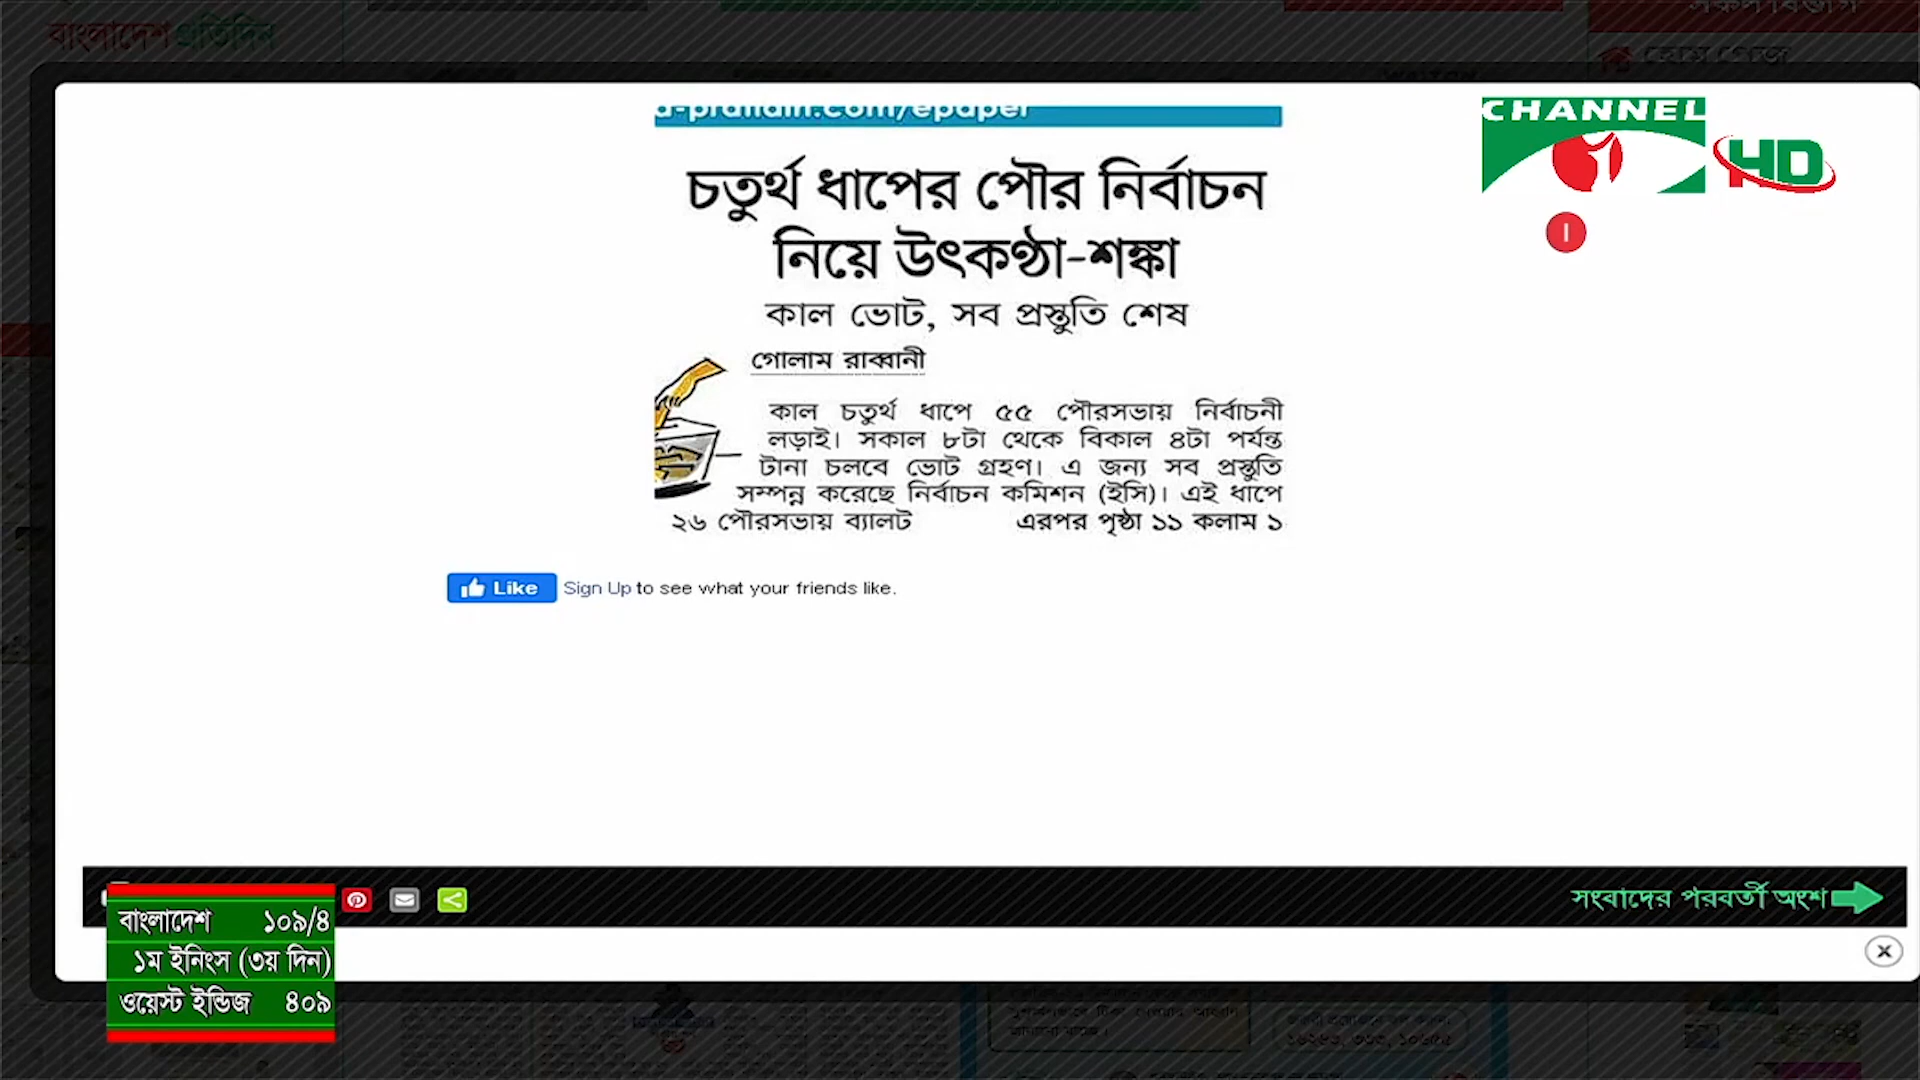 বাংলাদেশ প্রতিদিন
CHANNEL
HD
চতুর্থ ধাপের পৌর নির্বাচন
নিয়ে উৎকণ্ঠা-শঙ্কা
কাল ভোট, সব প্রস্তুতি শেষ
গোলাম রাব্বানী
কাল চতুর্থ ধাপে ৫৫ পৌরসভায় নির্বাচনী
লড়াই। সকাল ৮টা থেকে বিকাল ৪টা পর্যন্ত
টানা চলবে ভোট গ্রহণ। এ জন্য সব প্রস্তুতি
সম্পন্ন করেছে নির্বাচন কমিশন (ইসি)। এই ধাপে
২৬ পৌরসভায় ব্যালট এরপর পৃষ্ঠা ১১ কলাম ১
Like Sign Up to see what your friends like.
সংবাদের পরবর্তী অংশ
বাংলাদেশ ১০৯/৪
১ম ইনিংস (৩য় দিন)
ওয়েস্ট ইন্ডিজ ৪০৯